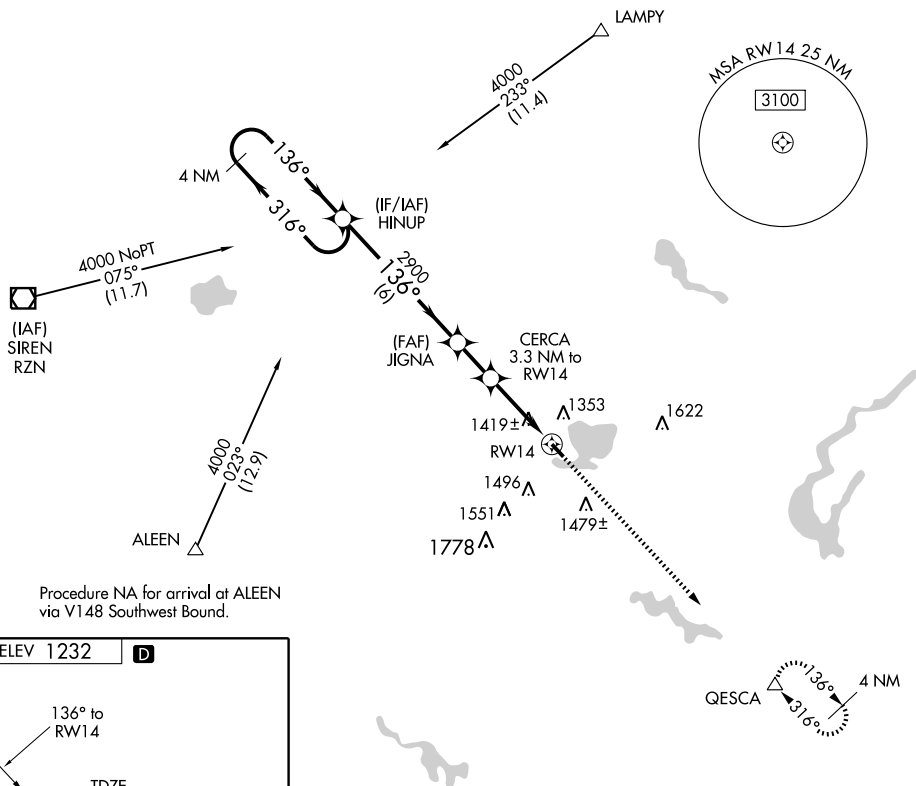 LAMPY
4000
233°
(11.4)
MSA RW14 25 NM
3100
136°
4 NM
316°
(IF/IAF)
HINUP
4000 NoPT
075°
(11.7)
(IAF)
SIREN
RZN
2900
136°
(6)
(FAF)
JIGNA
CERCA
3.3 NM to
RW14
1419±
1353
1622
RW14
4000
023°
(12.9)
1496
1551
1479±
1778
ALEEN
Procedure NA for arrival at ALEEN
via V148 Southwest Bound.
ELEV 1232
D
136° to
RW14
TDZE
QESCA
136°
316°
4 NM